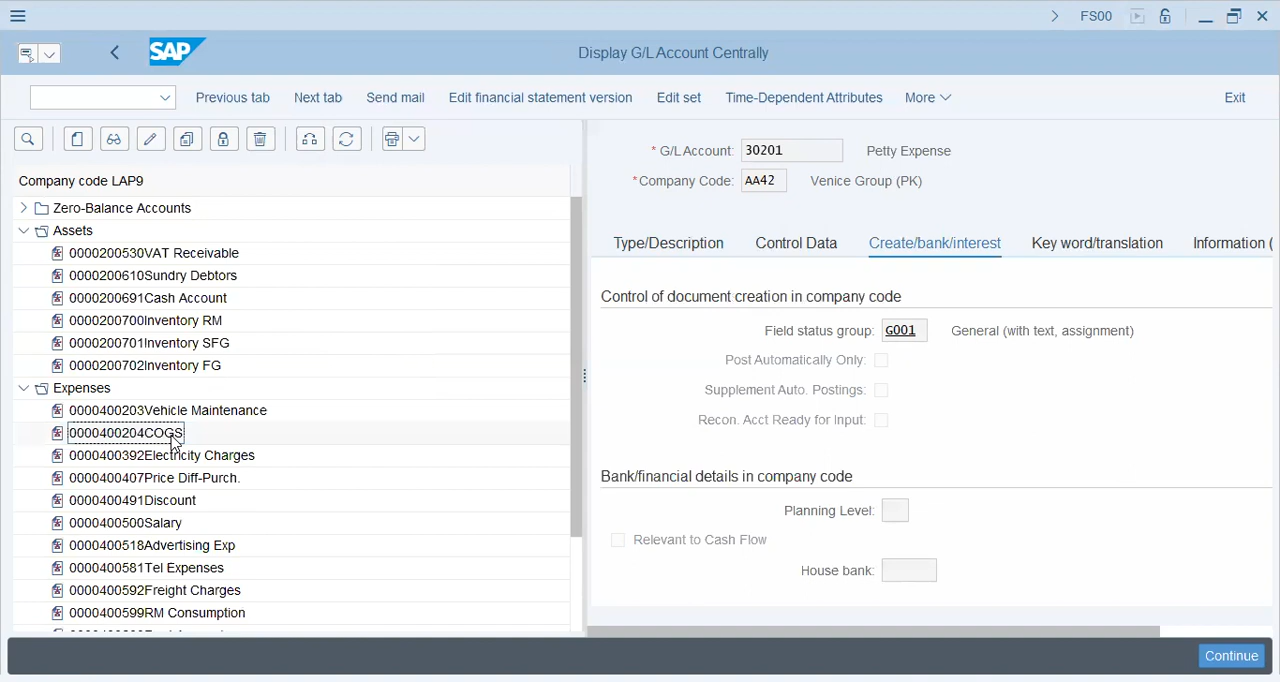 FS00
SAP
Display G/L Account Centrally
Previous tab
Next tab
Send mail
Edit financial statement version
Edit set
Time-Dependent Attributes
More
Exit
Company code LAP9
Zero-Balance Accounts
Assets
0000200530VAT Receivable
0000200610Sundry Debtors
0000200691Cash Account
0000200700Inventory RM
0000200701Inventory SFG
0000200702Inventory FG
Expenses
0000400203Vehicle Maintenance
0000400204COGS
0000400392Electricity Charges
0000400407Price Diff-Purch.
0000400491Discount
0000400500Salary
0000400518Advertising Exp
0000400581Tel Expenses
0000400592Freight Charges
0000400599RM Consumption
* G/L Account: 30201 Petty Expense
*Company Code: AA42 Venice Group (PK)
Type/Description
Control Data
Create/bank/interest
Key word/translation
Information (
Control of document creation in company code
Field status group: G001 General (with text, assignment)
Post Automatically Only:
Supplement Auto. Postings:
Recon. Acct Ready for Input:
Bank/financial details in company code
Planning Level:
Relevant to Cash Flow
House bank:
Continue